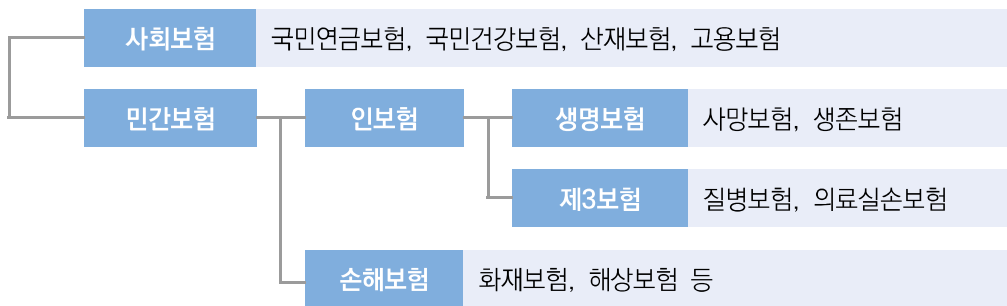 사회보험 국민연금보험, 국민건강보험, 산재보험, 고용보험
민간보험 인보험 생명보험 사망보험, 생존보험
제3보험 질병보험, 의료실손보험
손해보험 화재보험, 해상보험 등